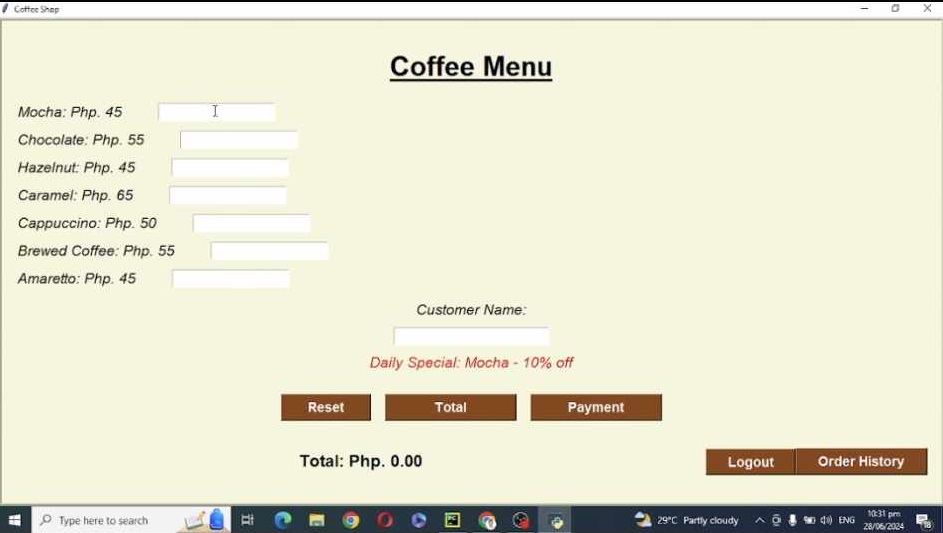 Coffee Shop
Coffee Menu
Mocha: Php. 45
Chocolate: Php. 55
Hazelnut: Php. 45
Caramel: Php. 65
Cappuccino: Php. 50
Brewed Coffee: Php. 55
Amaretto: Php. 45
Customer Name:
Daily Special: Mocha - 10% off
Reset Total Payment
Total: Php. 0.00
Logout Order History
Type here to search 29°C Partly cloudy ENG 10:31 pm
28/06/2024 18